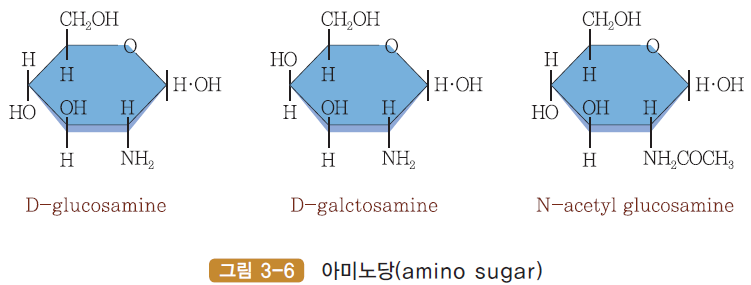 CH₂OH CH₂OH CH₂OH
O O O
H HO H
H H H
H·OH H·OH H·OH
HO OH H H OH H HO OH H
H NH₂ H NH₂ H NH₂COCH₃
D-glucosamine D-galctosamine N-acetyl glucosamine
그림 3-6 아미노당(amino sugar)